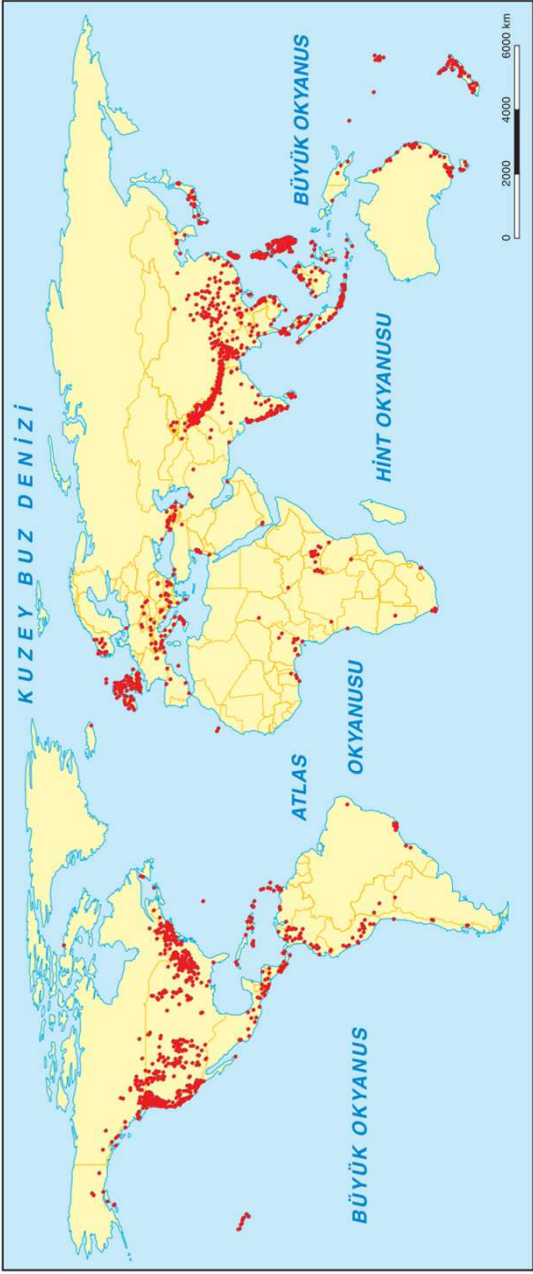 KUZEY BUZ DENİZİ
BÜYÜK OKYANUS
ATLAS
OKYANUSU
HİNT OKYANUSU
BÜYÜK OKYANUS
0 2000 4000 6000 km